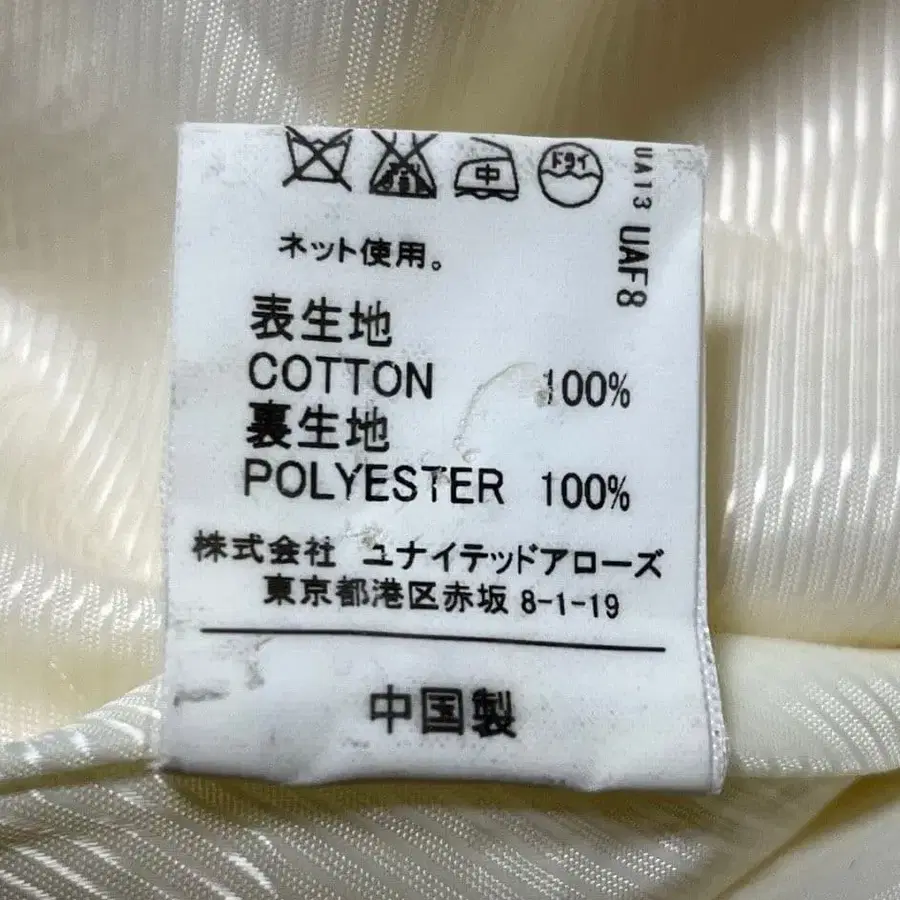 中 ドライ
UA13 UAF8
ネット使用。
表生地
COTTON 100%
裏生地
POLYESTER 100%
株式会社 ユナイテッドアローズ
東京都港区赤坂 8-1-19
中国製